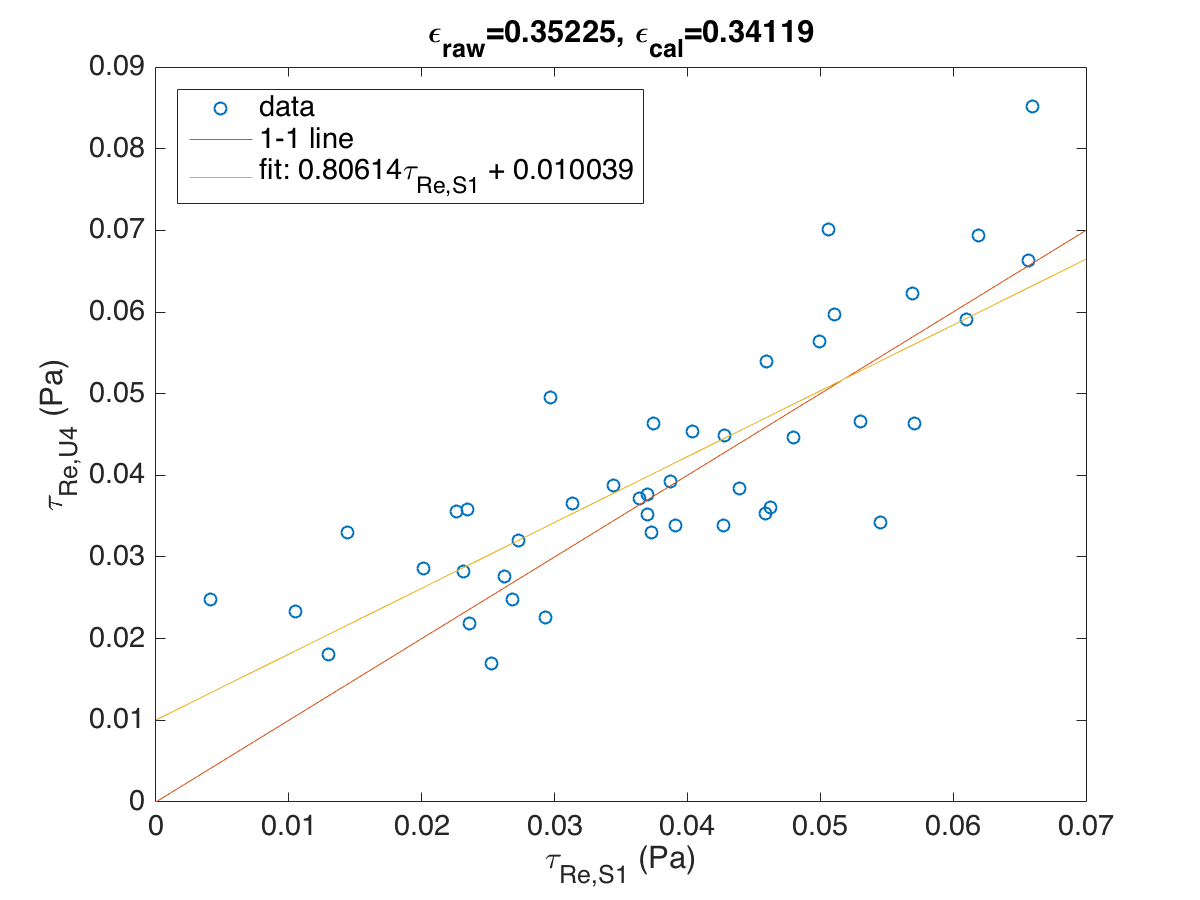 ϵraw=0.35225, ϵcal=0.34119
0.09
0.08
0.07
0.06
0.05
0.04
0.03
0.02
0.01
0
data
1-1 line
fit: 0.80614τRe,S1 + 0.010039
τRe,U4 (Pa)
0 0.01 0.02 0.03 0.04 0.05 0.06 0.07
τRe,S1 (Pa)